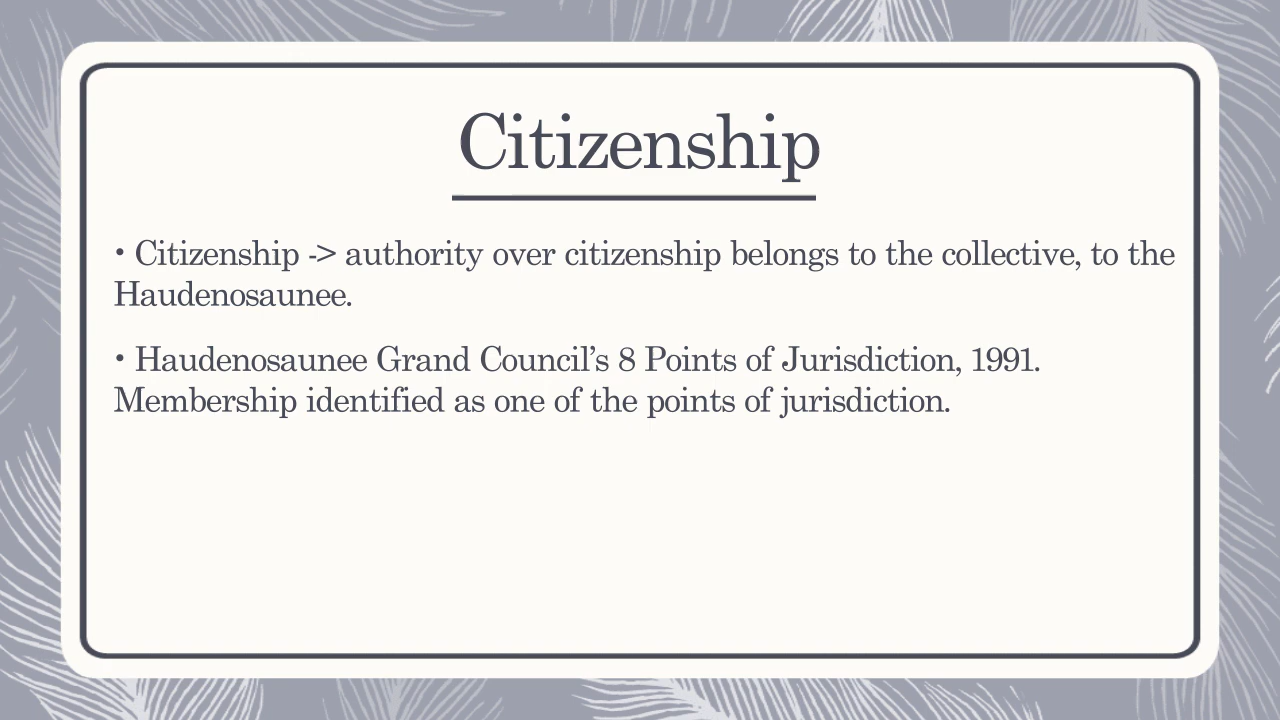 Citizenship
• Citizenship -> authority over citizenship belongs to the collective, to the
Haudenosaunee.
• Haudenosaunee Grand Council’s 8 Points of Jurisdiction, 1991.
Membership identified as one of the points of jurisdiction.